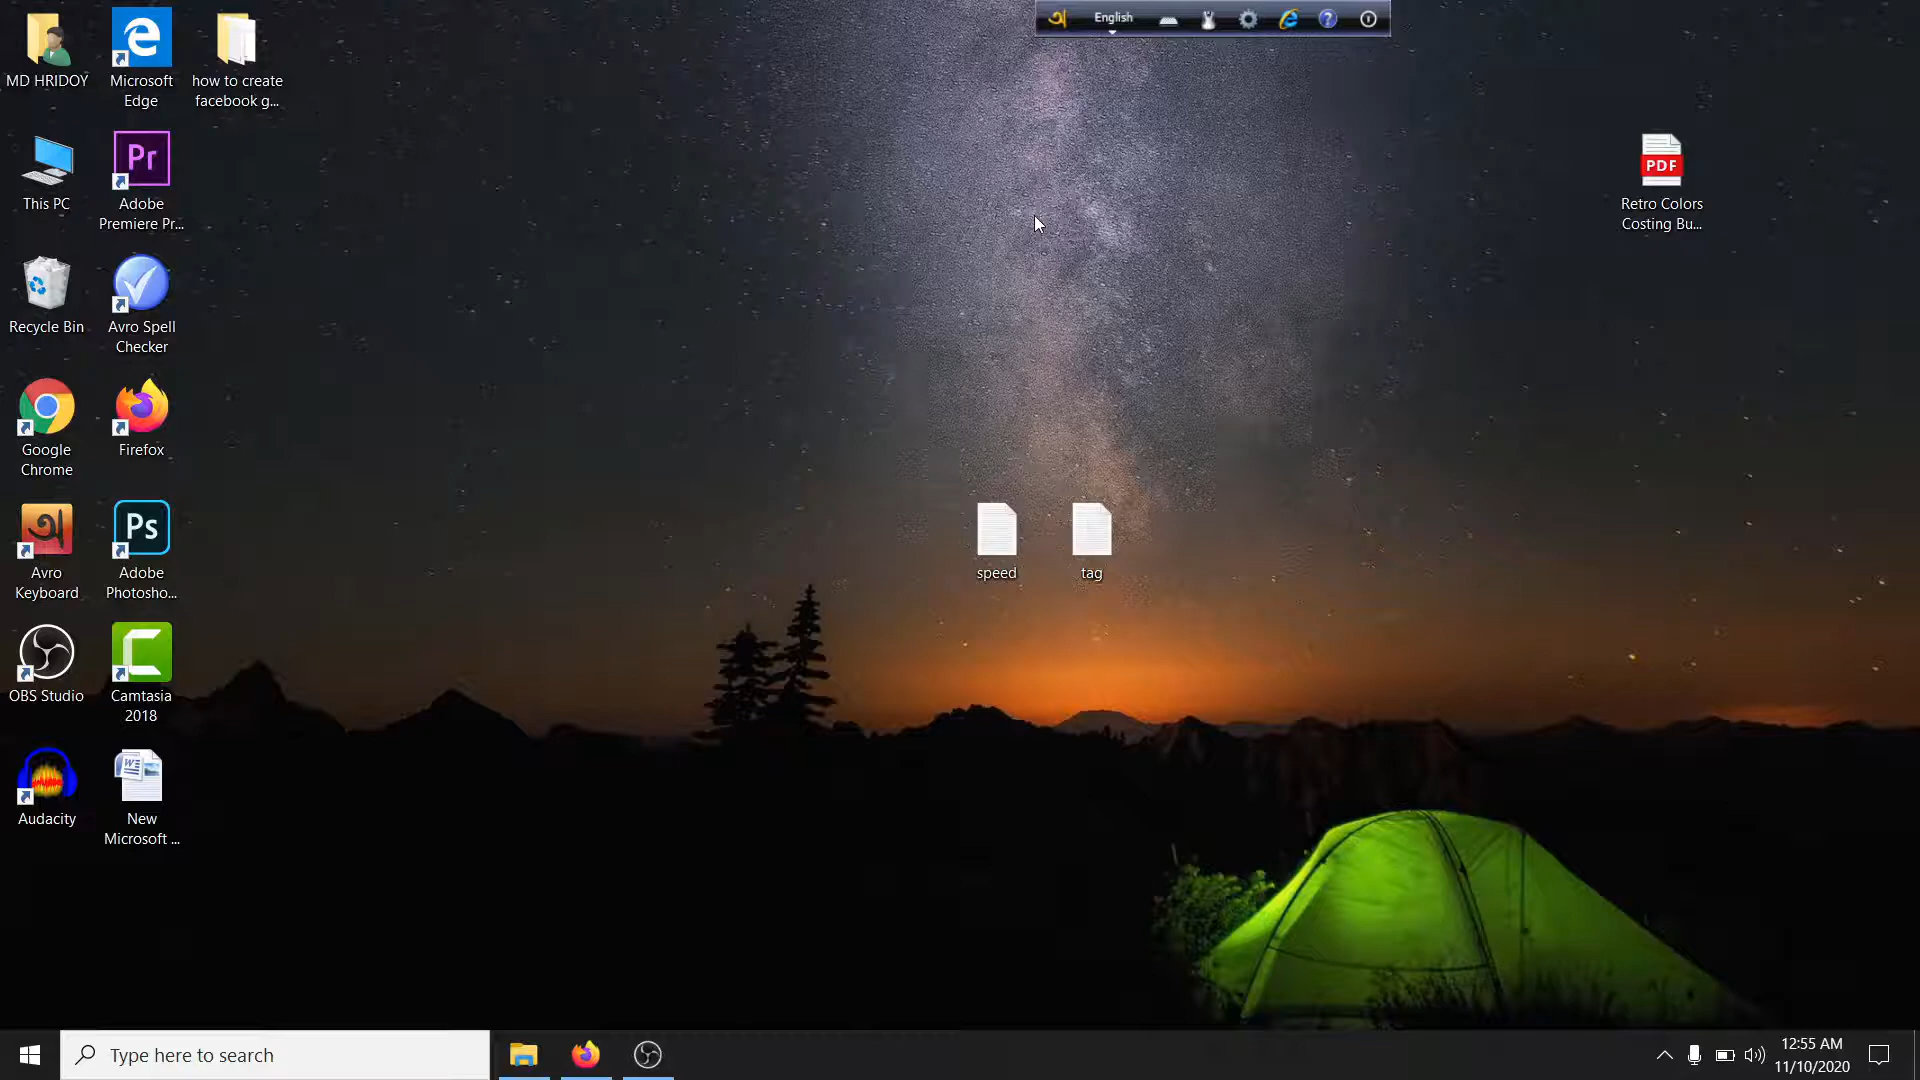 অ English
MD HRIDOY
Microsoft
Edge
how to create
facebook g...
This PC
Pr
Adobe
Premiere Pr...
PDF
Retro Colors
Costing Bu...
Recycle Bin
Avro Spell
Checker
Google
Chrome
Firefox
অ
Avro
Keyboard
Ps
Adobe
Photosho...
speed
tag
OBS Studio
Camtasia
2018
Audacity
W
New
Microsoft ...
Type here to search
12:55 AM
11/10/2020